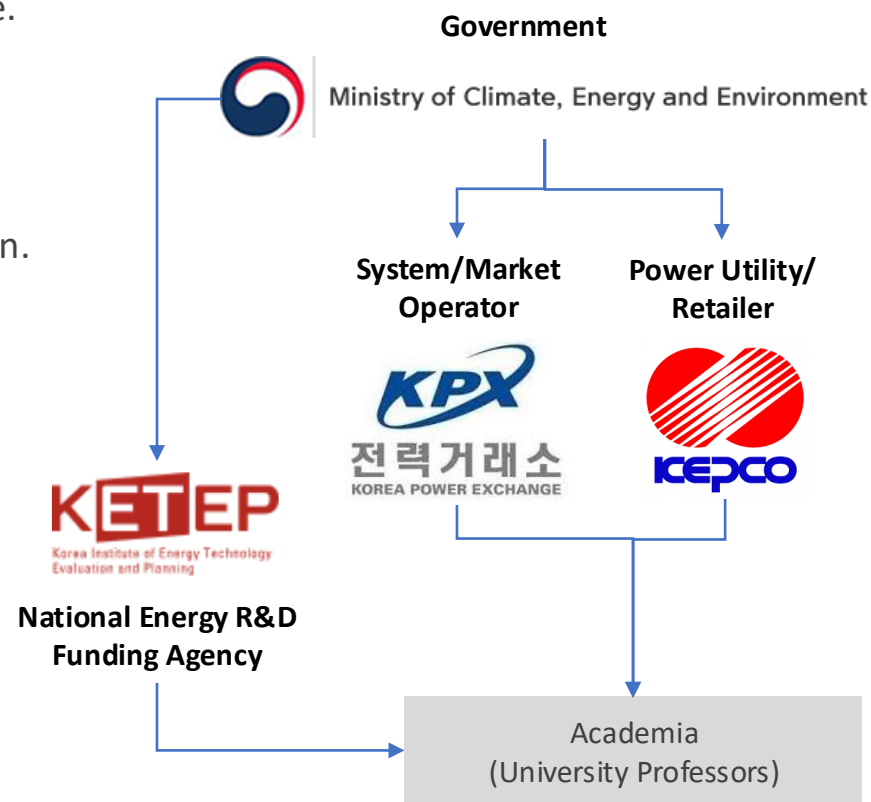 e.
Government
Ministry of Climate, Energy and Environment
n.
System/Market
Operator
Power Utility/
Retailer
KPX
전력거래소
KOREA POWER EXCHANGE
KEPCO
KETEP
Korea Institute of Energy Technology
Evaluation and Planning
National Energy R&D
Funding Agency
Academia
(University Professors)